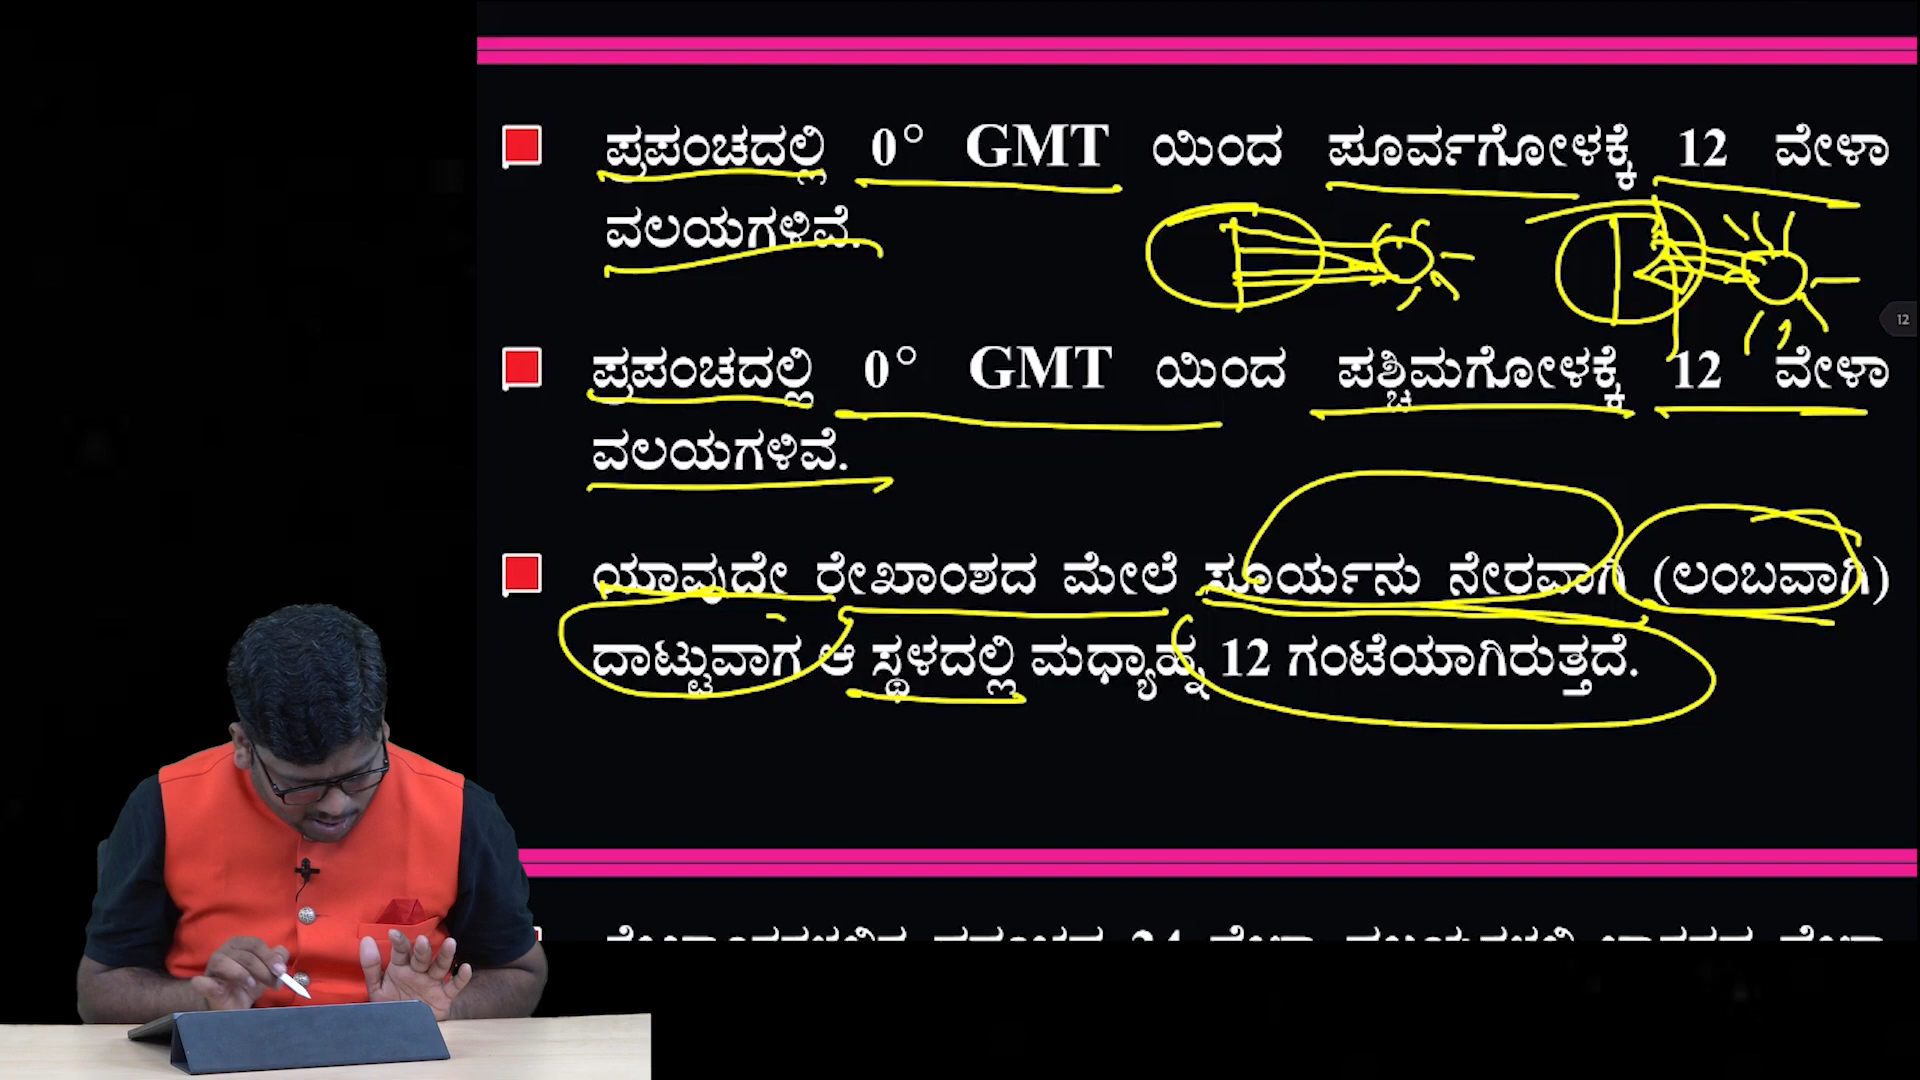 ಪ್ರಪಂಚದಲ್ಲಿ 0° GMT ಯಿಂದ ಪೂರ್ವಗೋಳಕ್ಕೆ 12 ವೇಳಾ
ವಲಯಗಳಿವೆ.
12
ಪ್ರಪಂಚದಲ್ಲಿ 0° GMT ಯಿಂದ ಪಶ್ಚಿಮಗೋಳಕ್ಕೆ 12 ವೇಳಾ
ವಲಯಗಳಿವೆ.
ಯಾವುದೇ ರೇಖಾಂಶದ ಮೇಲೆ ಸೂರ್ಯನು ನೇರವಾಗಿ (ಲಂಬವಾಗಿ)
ದಾಟ್ಟುವಾಗ ಆ ಸ್ಥಳದಲ್ಲಿ ಮಧ್ಯಾಹ್ನ 12 ಗಂಟೆಯಾಗಿರುತ್ತದೆ.